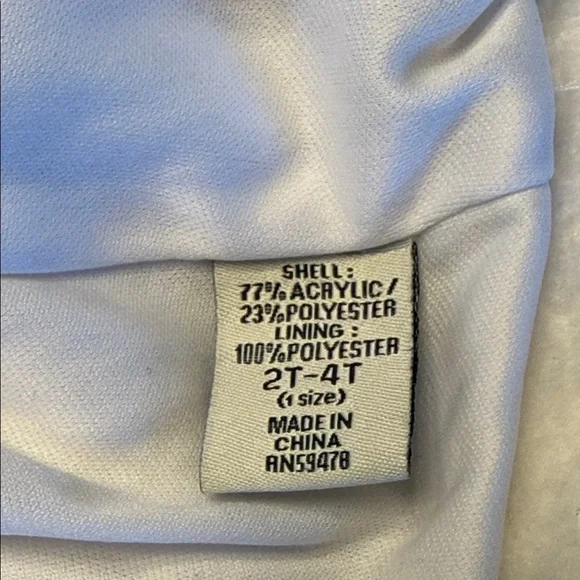 SHELL:
77% ACRYLIC/
23%POLYESTER
LINING:
100%POLYESTER
2T-4T
(1 size)
MADE IN
CHINA
RN59478